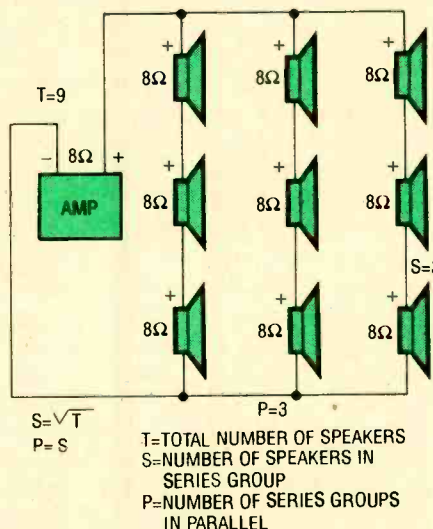 T=9
− 8Ω +
AMP
+ + +
8Ω 8Ω 8Ω
+ + +
8Ω 8Ω 8Ω
S=
+ + +
8Ω 8Ω 8Ω
P=3
S=√T
P=S
T=TOTAL NUMBER OF SPEAKERS
S=NUMBER OF SPEAKERS IN
SERIES GROUP
P=NUMBER OF SERIES GROUPS
IN PARALLEL